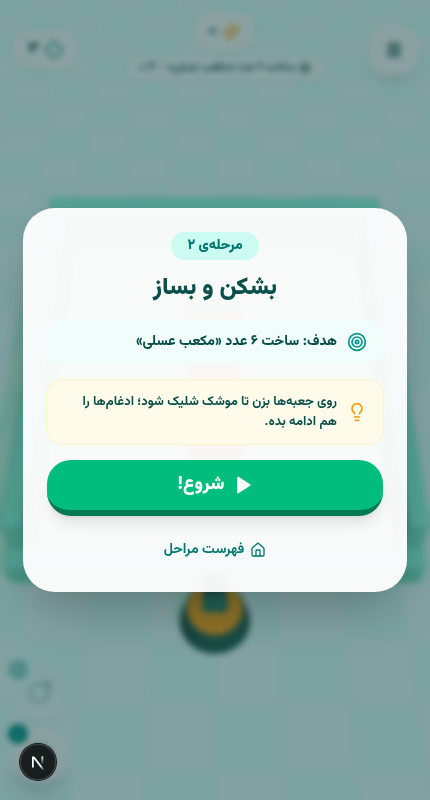 ۳
مرحله‌ی ۲
بشکن و بساز
هدف: ساخت ۶ عدد «مکعب عسلی»
روی جعبه‌ها بزن تا موشک شلیک شود؛ ادغام‌ها را
هم ادامه بده.
شروع!
فهرست مراحل
N